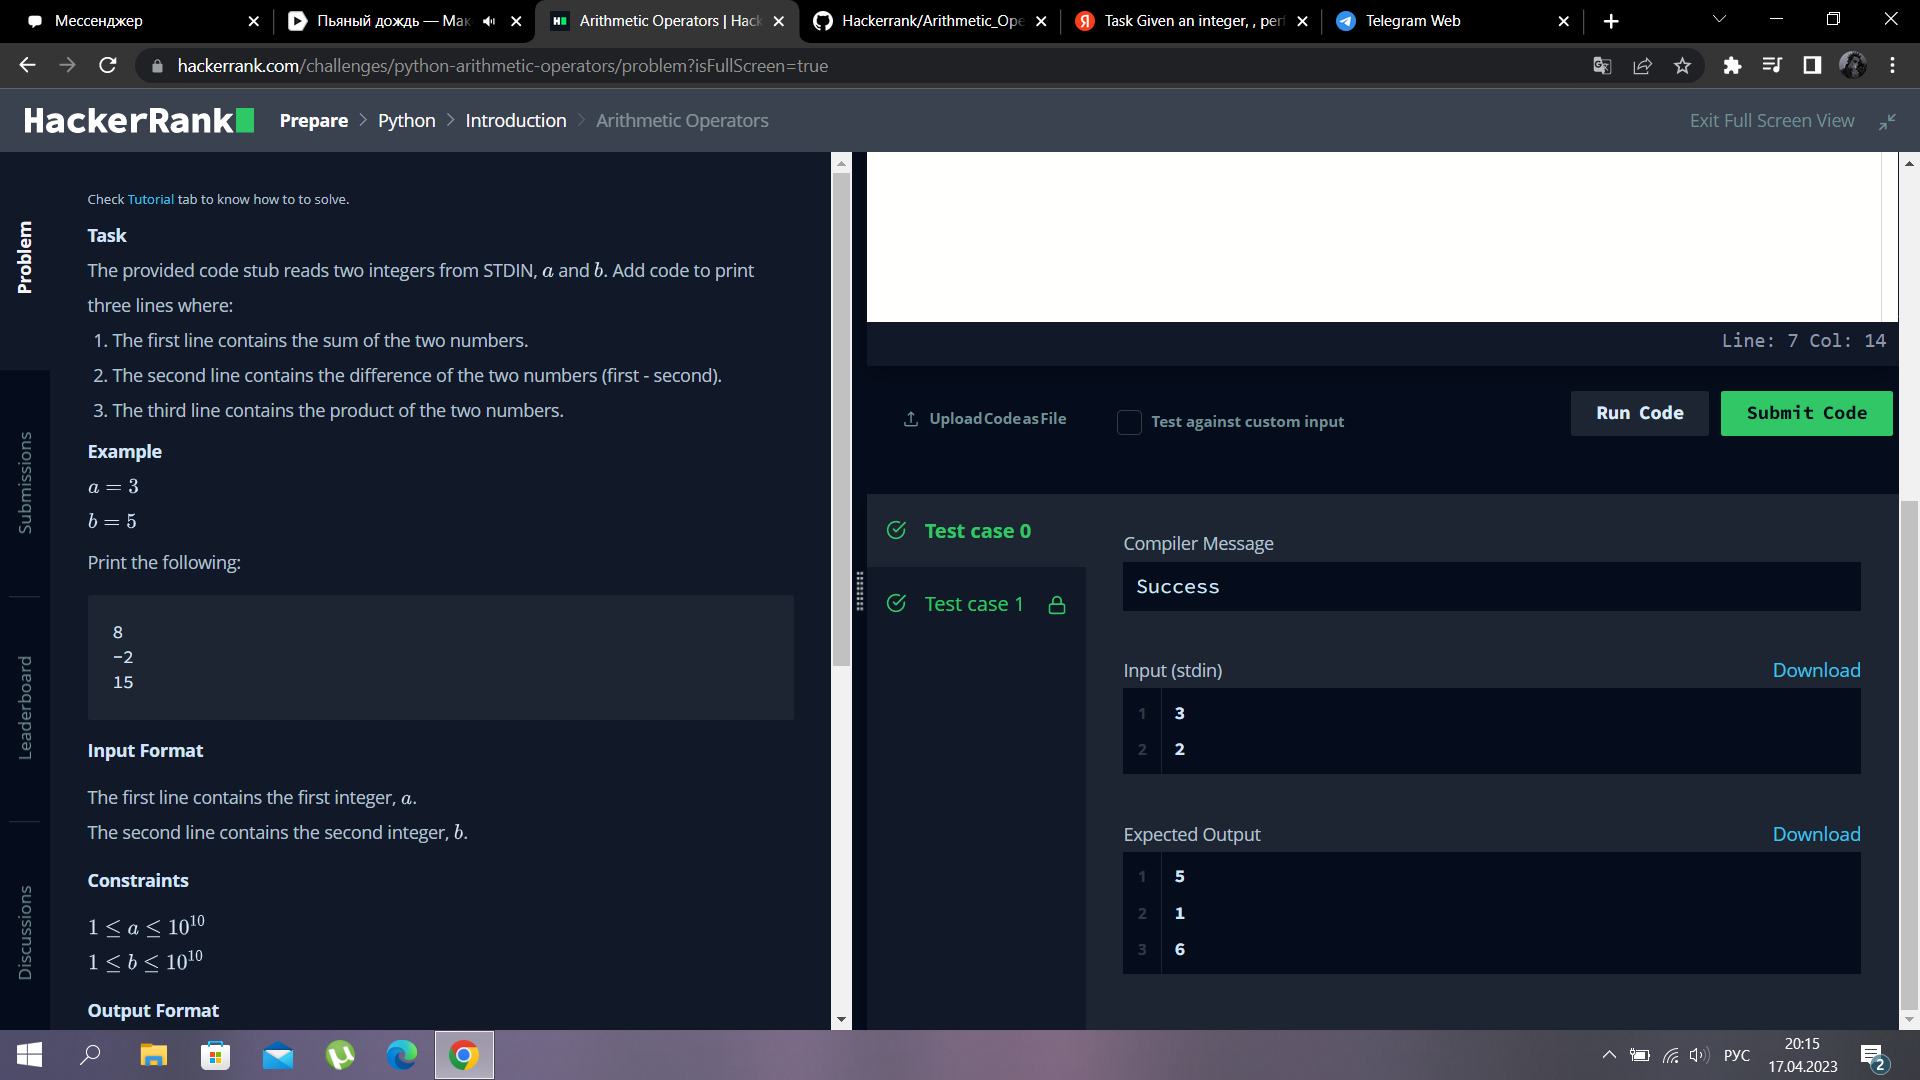 Мессенджер
Пьяный дождь — Мак
Arithmetic Operators | Hack
Hackerrank/Arithmetic_Ope
Task Given an integer, , perf
Telegram Web
hackerrank.com/challenges/python-arithmetic-operators/problem?isFullScreen=true
HackerRank
Prepare > Python > Introduction > Arithmetic Operators
Exit Full Screen View
Problem
Submissions
Leaderboard
Discussions
Check Tutorial tab to know how to to solve.
Task
The provided code stub reads two integers from STDIN, a and b. Add code to print
three lines where:
1. The first line contains the sum of the two numbers.
2. The second line contains the difference of the two numbers (first - second).
3. The third line contains the product of the two numbers.
Example
a = 3
b = 5
Print the following:
8
-2
15
Input Format
The first line contains the first integer, a.
The second line contains the second integer, b.
Constraints
1 ≤ a ≤ 10¹⁰
1 ≤ b ≤ 10¹⁰
Output Format
Line: 7 Col: 14
Upload Code as File
Test against custom input
Run Code
Submit Code
Test case 0
Test case 1
Compiler Message
Success
Input (stdin)
Download
1 3
2 2
Expected Output
Download
1 5
2 1
3 6
РУС
20:15
17.04.2023
2